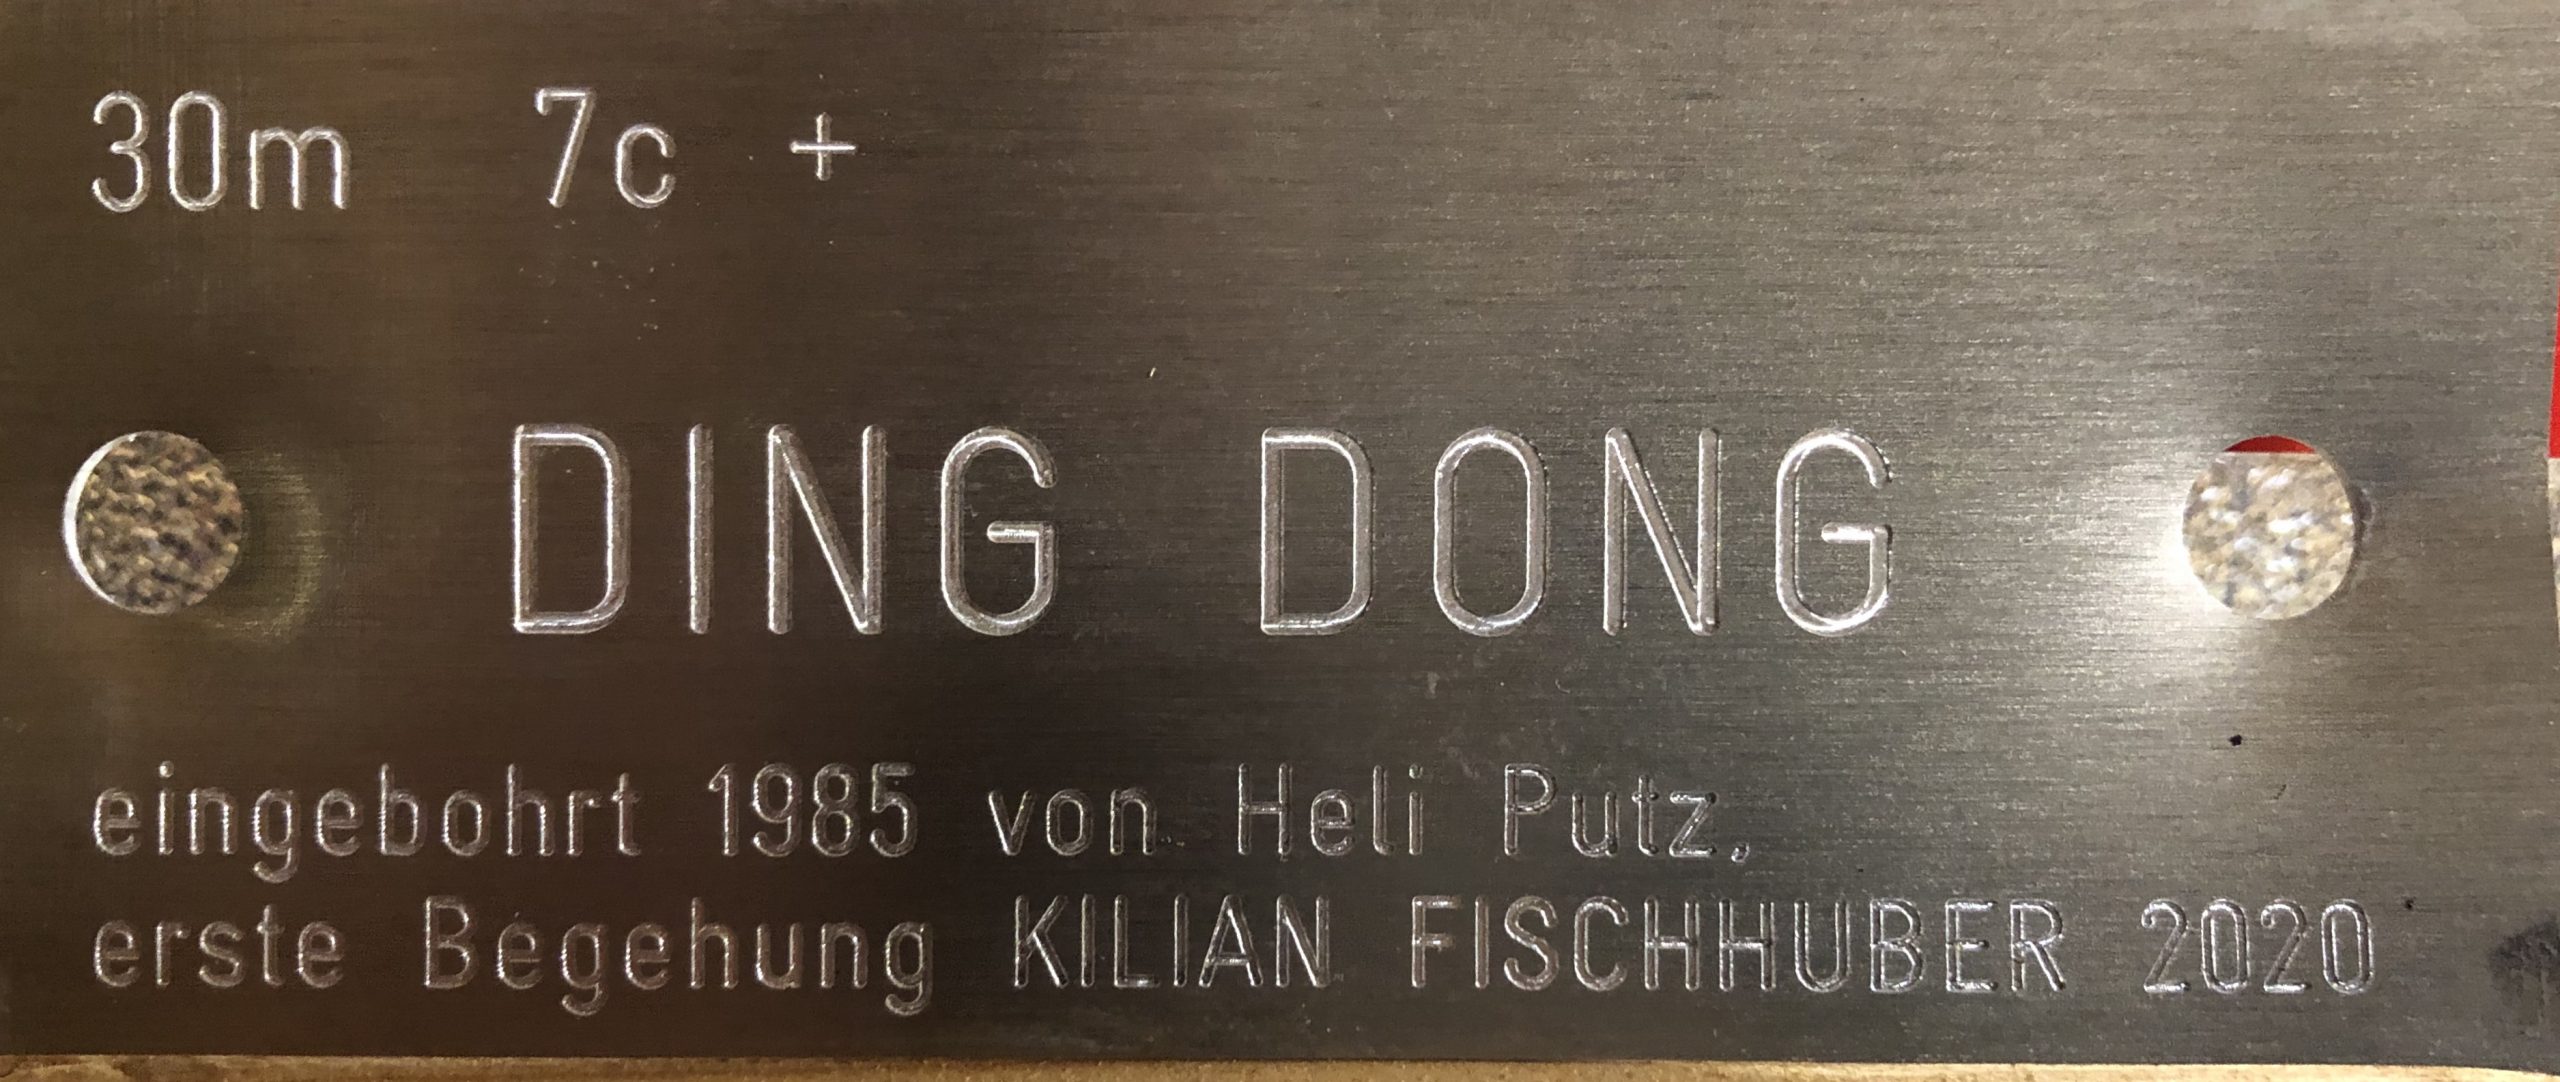 30m 7c +
DING DONG
eingebohrt 1985 von Heli Putz,
erste Begehung KILIAN FISCHHUBER 2020